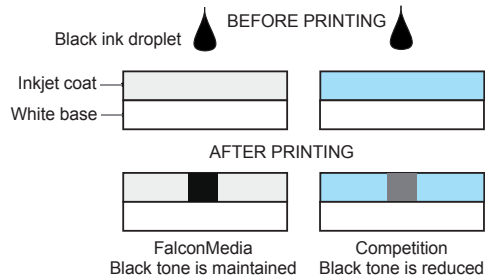 BEFORE PRINTING
Black ink droplet
Inkjet coat
White base
AFTER PRINTING
FalconMedia
Black tone is maintained
Competition
Black tone is reduced